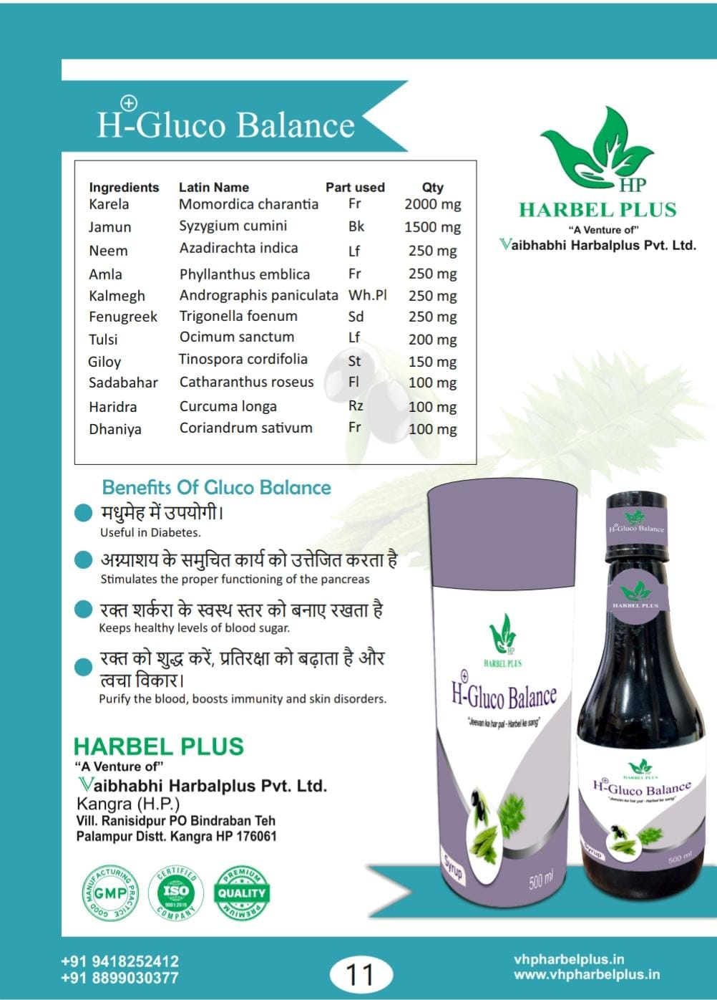 H-Gluco Balance
HP
HARBEL PLUS
“A Venture of”
Vaibhabhi Harbalplus Pvt. Ltd.
Ingredients Latin Name Part used Qty
Karela Momordica charantia Fr 2000 mg
Jamun Syzygium cumini Bk 1500 mg
Neem Azadirachta indica Lf 250 mg
Amla Phyllanthus emblica Fr 250 mg
Kalmegh Andrographis paniculata Wh.Pl 250 mg
Fenugreek Trigonella foenum Sd 250 mg
Tulsi Ocimum sanctum Lf 200 mg
Giloy Tinospora cordifolia St 150 mg
Sadabahar Catharanthus roseus Fl 100 mg
Haridra Curcuma longa Rz 100 mg
Dhaniya Coriandrum sativum Fr 100 mg
Benefits Of Gluco Balance
मधुमेह में उपयोगी।
Useful in Diabetes.
अग्न्याशय के समुचित कार्य को उत्तेजित करता है
Stimulates the proper functioning of the pancreas
रक्त शर्करा के स्वस्थ स्तर को बनाए रखता है
Keeps healthy levels of blood sugar.
रक्त को शुद्ध करें, प्रतिरक्षा को बढ़ाता है और
त्वचा विकार।
Purify the blood, boosts immunity and skin disorders.
HARBEL PLUS
“A Venture of”
Vaibhabhi Harbalplus Pvt. Ltd.
Kangra (H.P.)
Vill. Ranisidpur PO Bindraban Teh
Palampur Distt. Kangra HP 176061
GOOD MANUFACTURING PRACTICE
GMP
CERTIFIED
ISO
9001:2015
COMPANY
PREMIUM
QUALITY
PREMIUM
HP
HARBEL PLUS
H-Gluco Balance
"Jeevan ka har pal - Harbel ke sang"
Syrup
500 ml
H-Gluco Balance
HP
HARBEL PLUS
HP
HARBEL PLUS
H-Gluco Balance
"Jeevan ka har pal - Harbel ke sang"
Syrup
500 ml
+91 9418252412
+91 8899030377
11
vhpharbelplus.in
www.vhpharbelplus.in